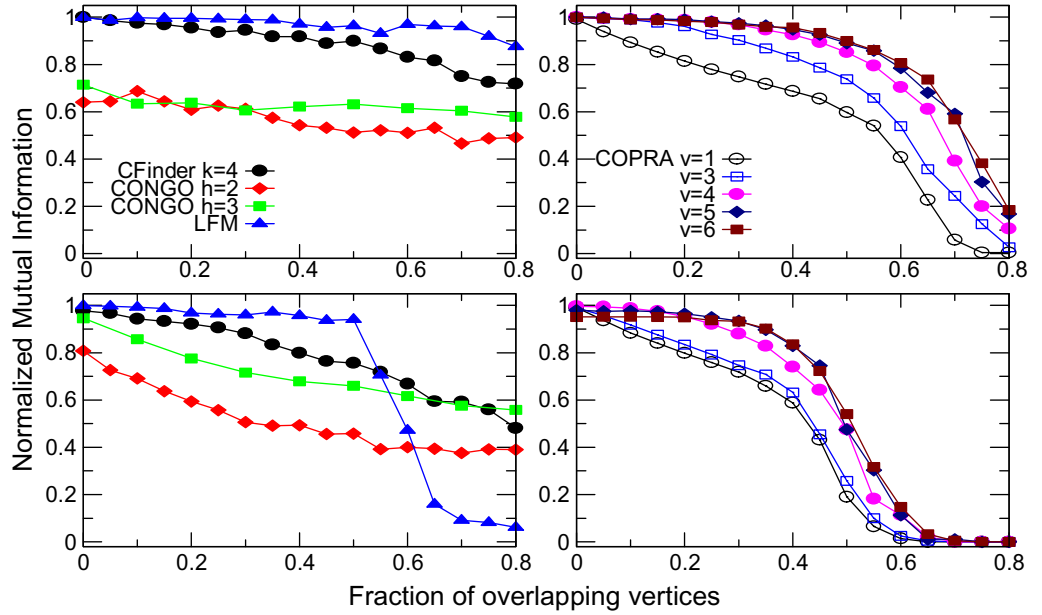 Normalized Mutual Information
1
0.8
0.6
0.4
0.2
0
CFinder k=4
CONGO h=2
CONGO h=3
LFM
0 0.2 0.4 0.6 0.8
1
0.8
0.6
0.4
0.2
0
COPRA v=1
v=3
v=4
v=5
v=6
0 0.2 0.4 0.6 0.8
1
0.8
0.6
0.4
0.2
0
0 0.2 0.4 0.6 0.8
1
0.8
0.6
0.4
0.2
0
0 0.2 0.4 0.6 0.8
Fraction of overlapping vertices